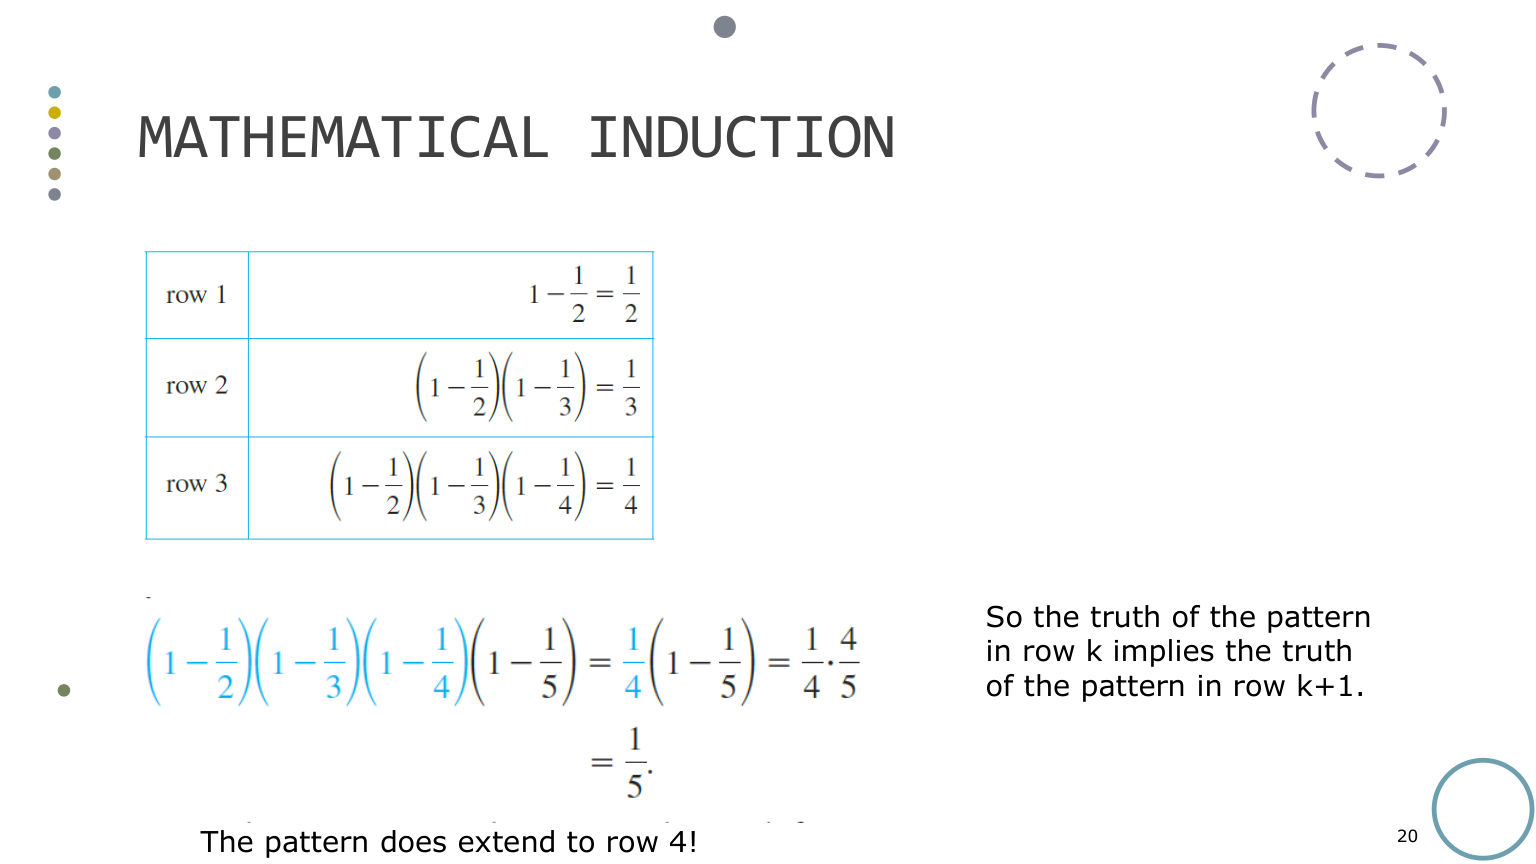 MATHEMATICAL INDUCTION
row 1 1 − 1/2 = 1/2
row 2 (1 − 1/2)(1 − 1/3) = 1/3
row 3 (1 − 1/2)(1 − 1/3)(1 − 1/4) = 1/4
(1 − 1/2)(1 − 1/3)(1 − 1/4)(1 − 1/5) = 1/4(1 − 1/5) = 1/4 · 4/5
= 1/5.
So the truth of the pattern
in row k implies the truth
of the pattern in row k+1.
The pattern does extend to row 4!
20